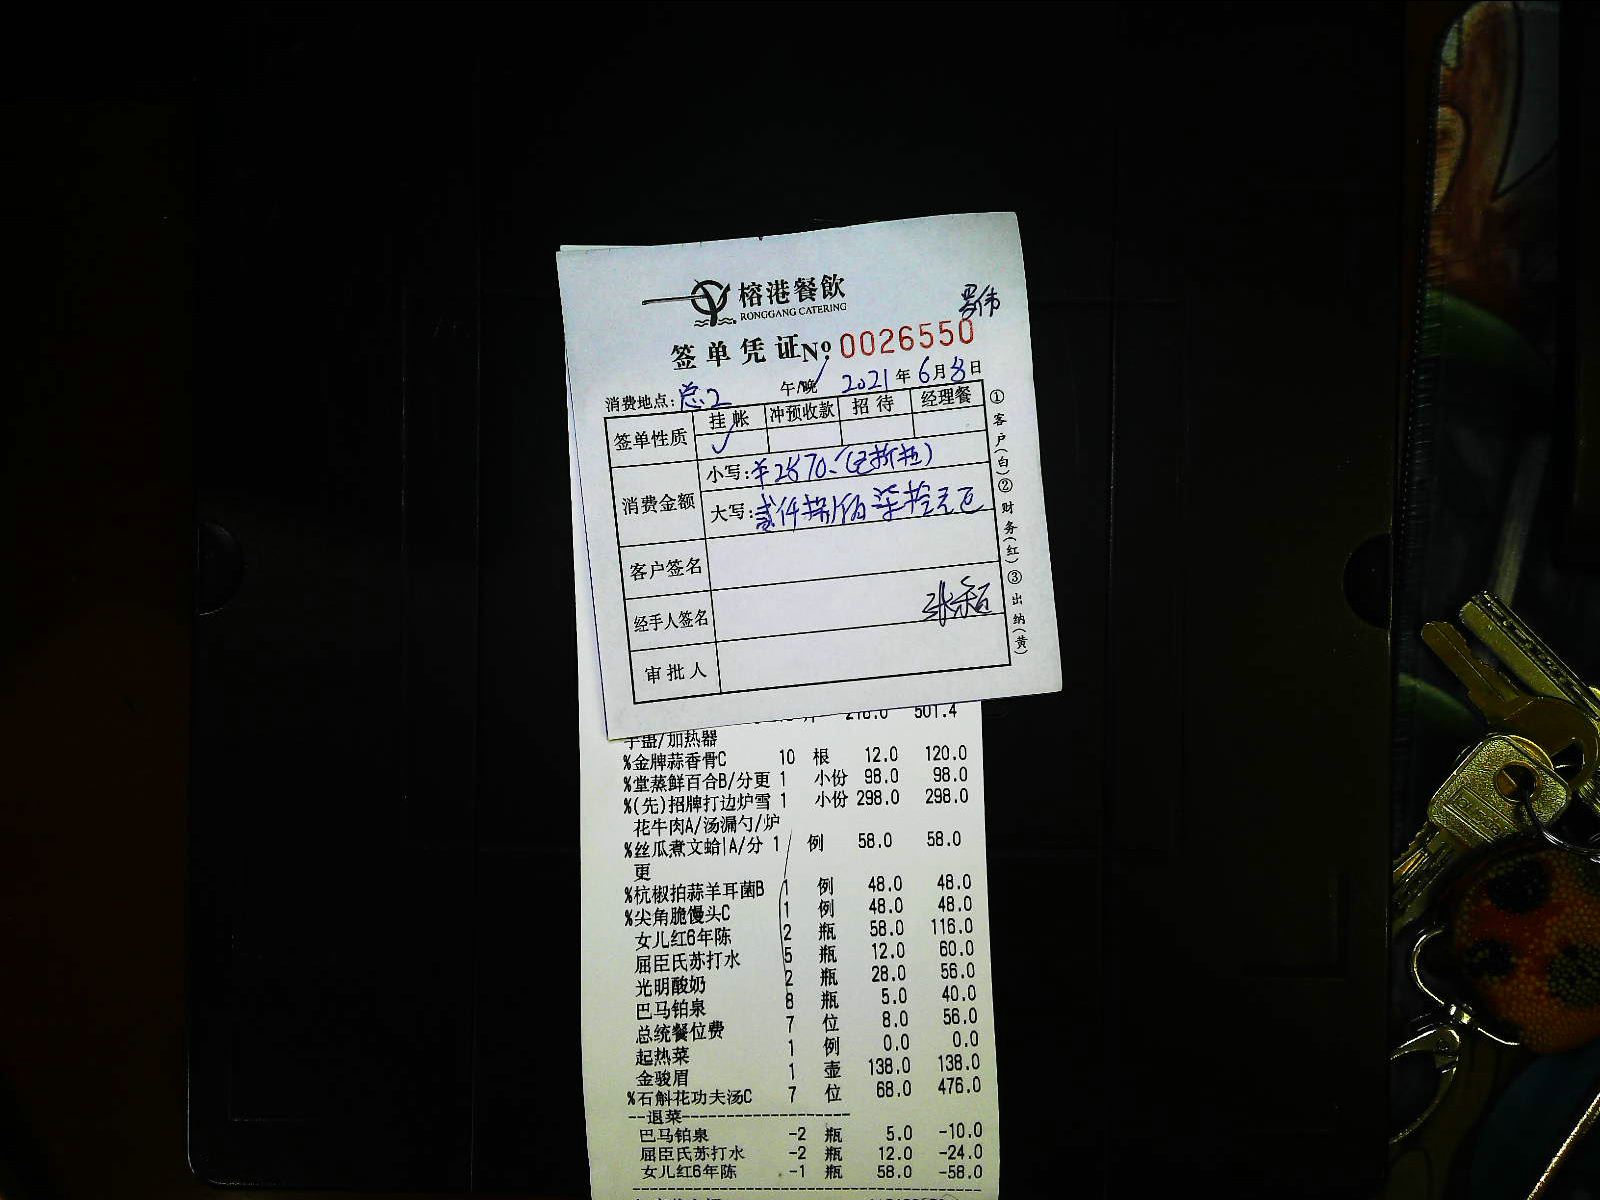 榕港餐飲
RONGGANG CATERING
罗伟
签单凭证 No 0026550
消费地点: 总2 午/晚 2021年6月8日
签单性质 挂帐 冲预收款 招待 经理餐
✓
消费金额 小写: ¥2870.-(已折扣)
大写: 贰仟捌佰柒拾元正
客户签名
经手人签名
审批人
①客户(白)②财务(红)③出纳(黄)
218.0 501.4
手盅/加热器
%金牌蒜香骨C 10 根 12.0 120.0
%堂蒸鲜百合B/分更 1 小份 98.0 98.0
%(先)招牌打边炉雪 1 小份 298.0 298.0
花牛肉A/汤漏勺/炉
%丝瓜煮文蛤|A/分 1 例 58.0 58.0
更
%杭椒拍蒜羊耳菌B 1 例 48.0 48.0
%尖角脆馒头C 1 例 48.0 48.0
女儿红6年陈 2 瓶 58.0 116.0
屈臣氏苏打水 5 瓶 12.0 60.0
光明酸奶 2 瓶 28.0 56.0
巴马铂泉 8 瓶 5.0 40.0
总统餐位费 7 位 8.0 56.0
起热菜 1 例 0.0 0.0
金骏眉 1 壶 138.0 138.0
%石斛花功夫汤C 7 位 68.0 476.0
--退菜--------------------
巴马铂泉 -2 瓶 5.0 -10.0
屈臣氏苏打水 -2 瓶 12.0 -24.0
女儿红6年陈 -1 瓶 58.0 -58.0